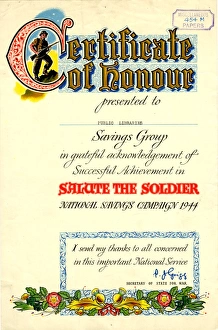 Certificate
of Honour
454 M
PAPERS
presented to
PUBLIC LIBRARIES
Savings Group
in grateful acknowledgement of
Successful Achievement in
SALUTE THE SOLDIER
NATIONAL SAVINGS CAMPAIGN 1944
I send my thanks to all concerned
in this important National Service
SECRETARY OF STATE FOR WAR